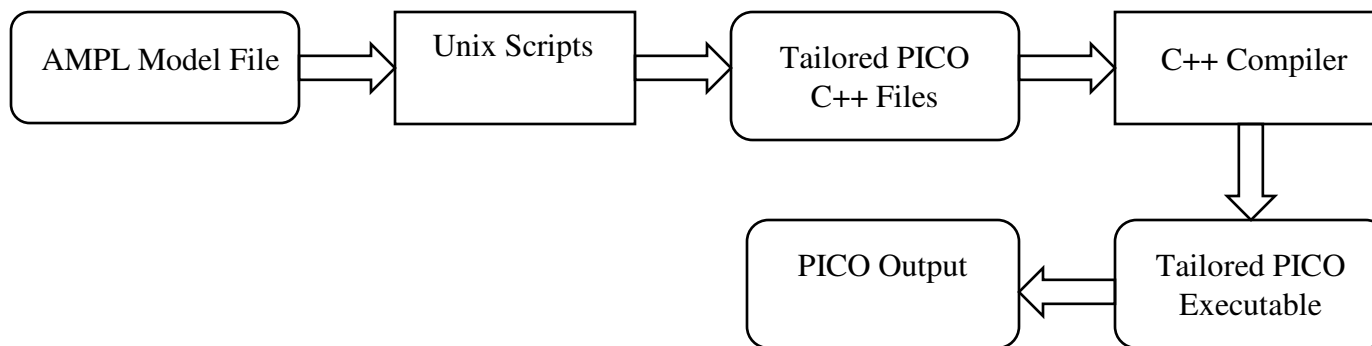 AMPL Model File
Unix Scripts
Tailored PICO
C++ Files
C++ Compiler
PICO Output
Tailored PICO
Executable